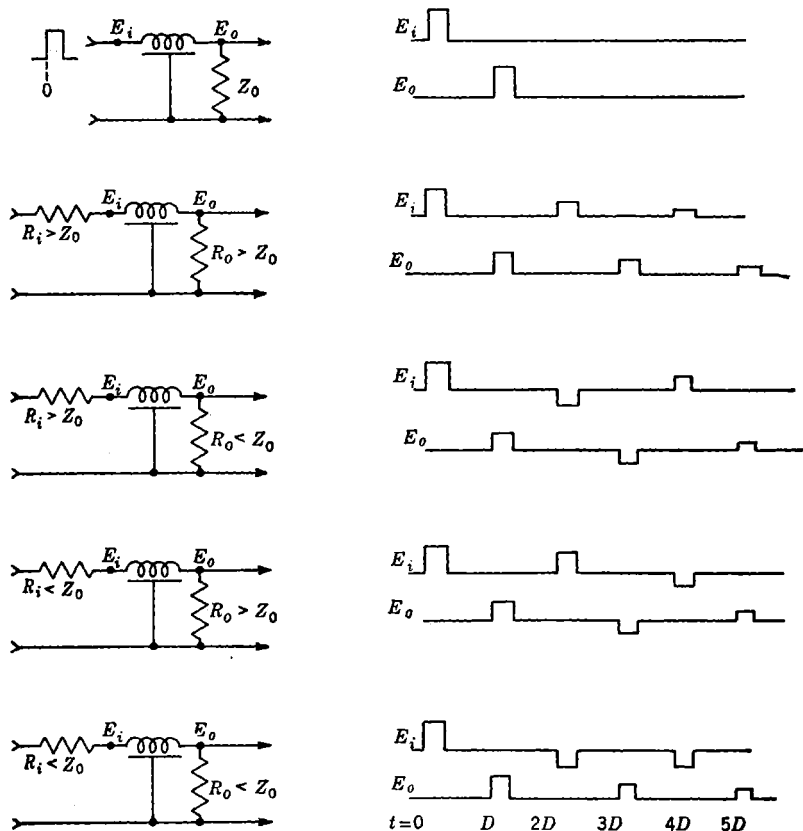 E_i E_o E_i
0 Z_0 E_o
E_i E_o E_i
R_i > Z_0 R_o > Z_0 E_o
E_i E_o E_i
R_i > Z_0 R_o < Z_0 E_o
E_i E_o E_i
R_i < Z_0 R_o > Z_0 E_o
E_i E_o E_i
R_i < Z_0 R_o < Z_0 E_o
t=0 D 2D 3D 4D 5D